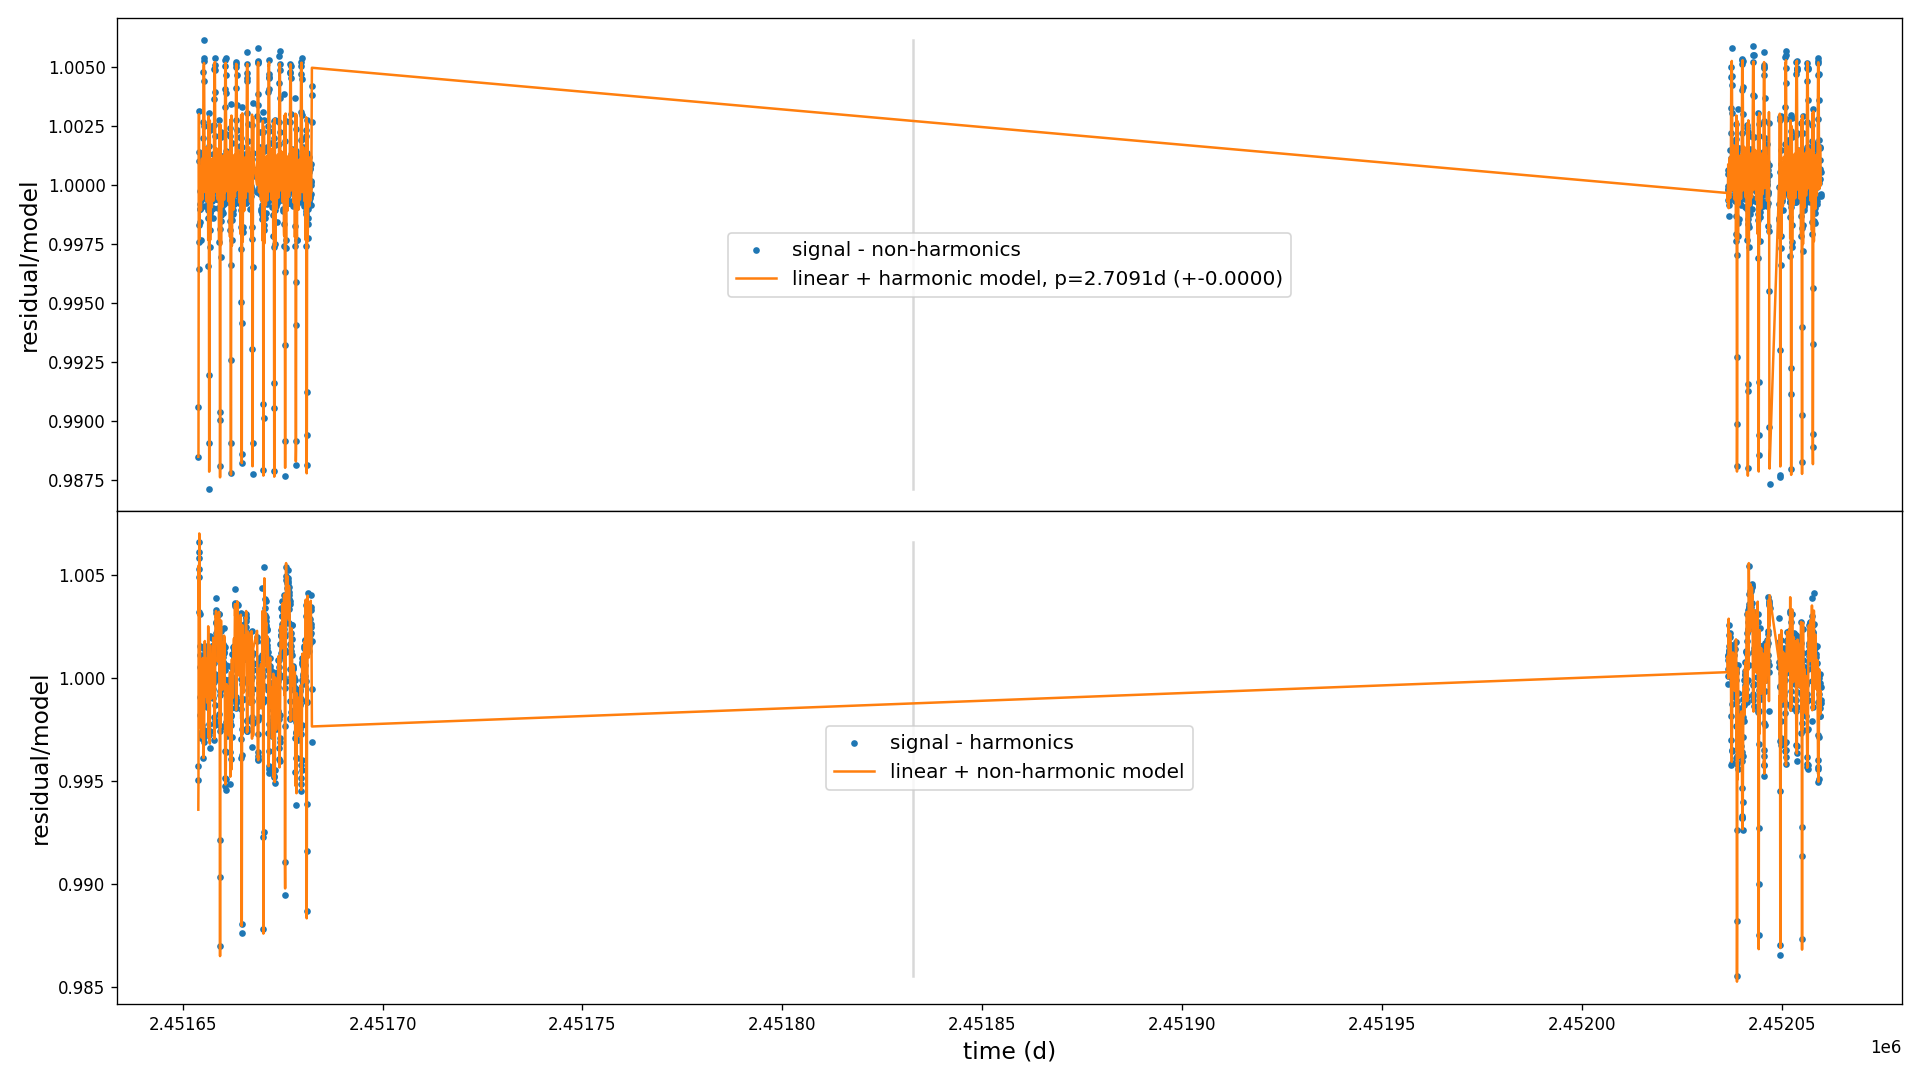 1.0050
1.0025
1.0000
0.9975
0.9950
0.9925
0.9900
0.9875
residual/model
signal - non-harmonics
linear + harmonic model, p=2.7091d (+-0.0000)
1.005
1.000
0.995
0.990
0.985
residual/model
signal - harmonics
linear + non-harmonic model
2.45165 2.45170 2.45175 2.45180 2.45185 2.45190 2.45195 2.45200 2.45205
1e6
time (d)